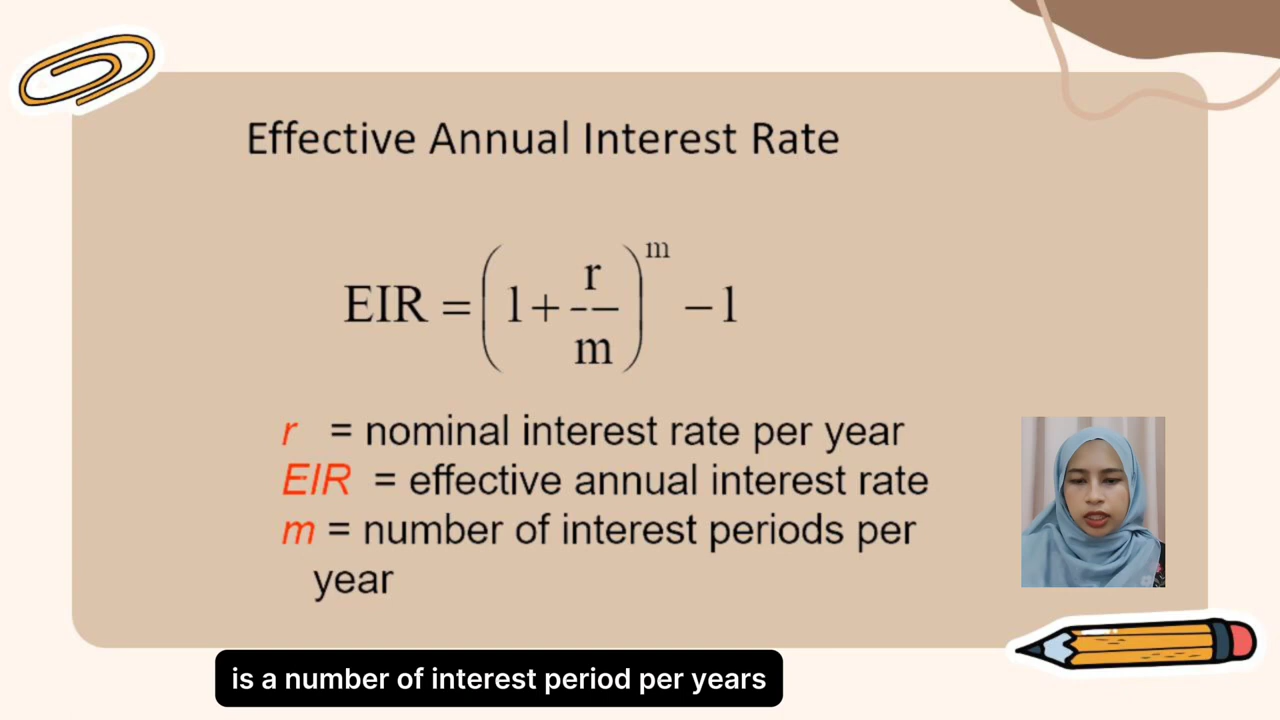 Effective Annual Interest Rate
EIR = (1 + r/m)^m − 1
r = nominal interest rate per year
EIR = effective annual interest rate
m = number of interest periods per
year
is a number of interest period per years